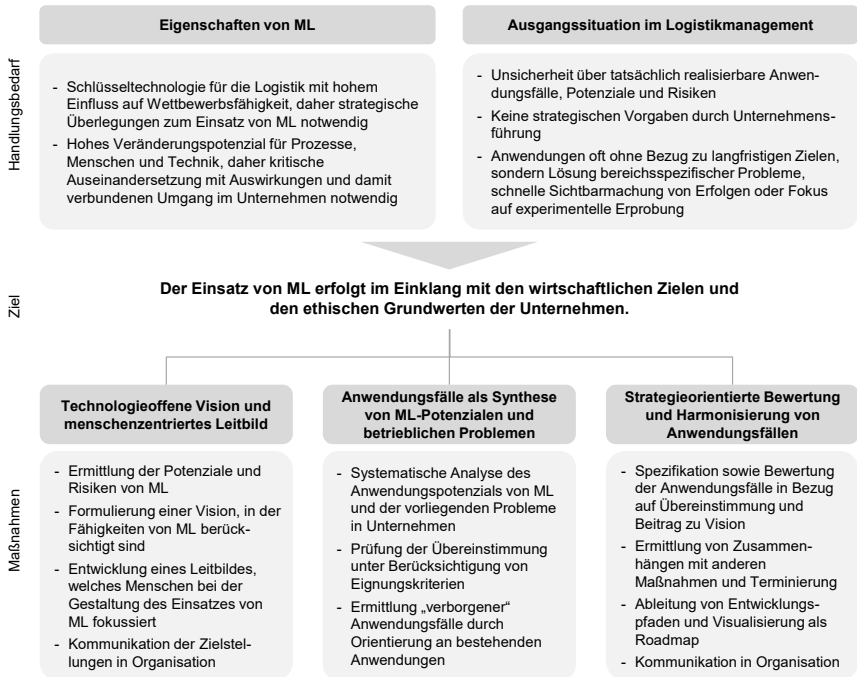 Eigenschaften von ML
Ausgangssituation im Logistikmanagement
Handlungsbedarf
- Schlüsseltechnologie für die Logistik mit hohem
Einfluss auf Wettbewerbsfähigkeit, daher strategische
Überlegungen zum Einsatz von ML notwendig
- Hohes Veränderungspotenzial für Prozesse,
Menschen und Technik, daher kritische
Auseinandersetzung mit Auswirkungen und damit
verbundenen Umgang im Unternehmen notwendig
- Unsicherheit über tatsächlich realisierbare Anwen-
dungsfälle, Potenziale und Risiken
- Keine strategischen Vorgaben durch Unternehmens-
führung
- Anwendungen oft ohne Bezug zu langfristigen Zielen,
sondern Lösung bereichsspezifischer Probleme,
schnelle Sichtbarmachung von Erfolgen oder Fokus
auf experimentelle Erprobung
Ziel
Der Einsatz von ML erfolgt im Einklang mit den wirtschaftlichen Zielen und
den ethischen Grundwerten der Unternehmen.
Maßnahmen
Technologieoffene Vision und
menschenzentriertes Leitbild
- Ermittlung der Potenziale und
Risiken von ML
- Formulierung einer Vision, in der
Fähigkeiten von ML berück-
sichtigt sind
- Entwicklung eines Leitbildes,
welches Menschen bei der
Gestaltung des Einsatzes von
ML fokussiert
- Kommunikation der Zielstel-
lungen in Organisation
Anwendungsfälle als Synthese
von ML-Potenzialen und
betrieblichen Problemen
- Systematische Analyse des
Anwendungspotenzials von ML
und der vorliegenden Probleme
in Unternehmen
- Prüfung der Übereinstimmung
unter Berücksichtigung von
Eignungskriterien
- Ermittlung „verborgener“
Anwendungsfälle durch
Orientierung an bestehenden
Anwendungen
Strategieorientierte Bewertung
und Harmonisierung von
Anwendungsfällen
- Spezifikation sowie Bewertung
der Anwendungsfälle in Bezug
auf Übereinstimmung und
Beitrag zu Vision
- Ermittlung von Zusammen-
hängen mit anderen
Maßnahmen und Terminierung
- Ableitung von Entwicklungs-
pfaden und Visualisierung als
Roadmap
- Kommunikation in Organisation